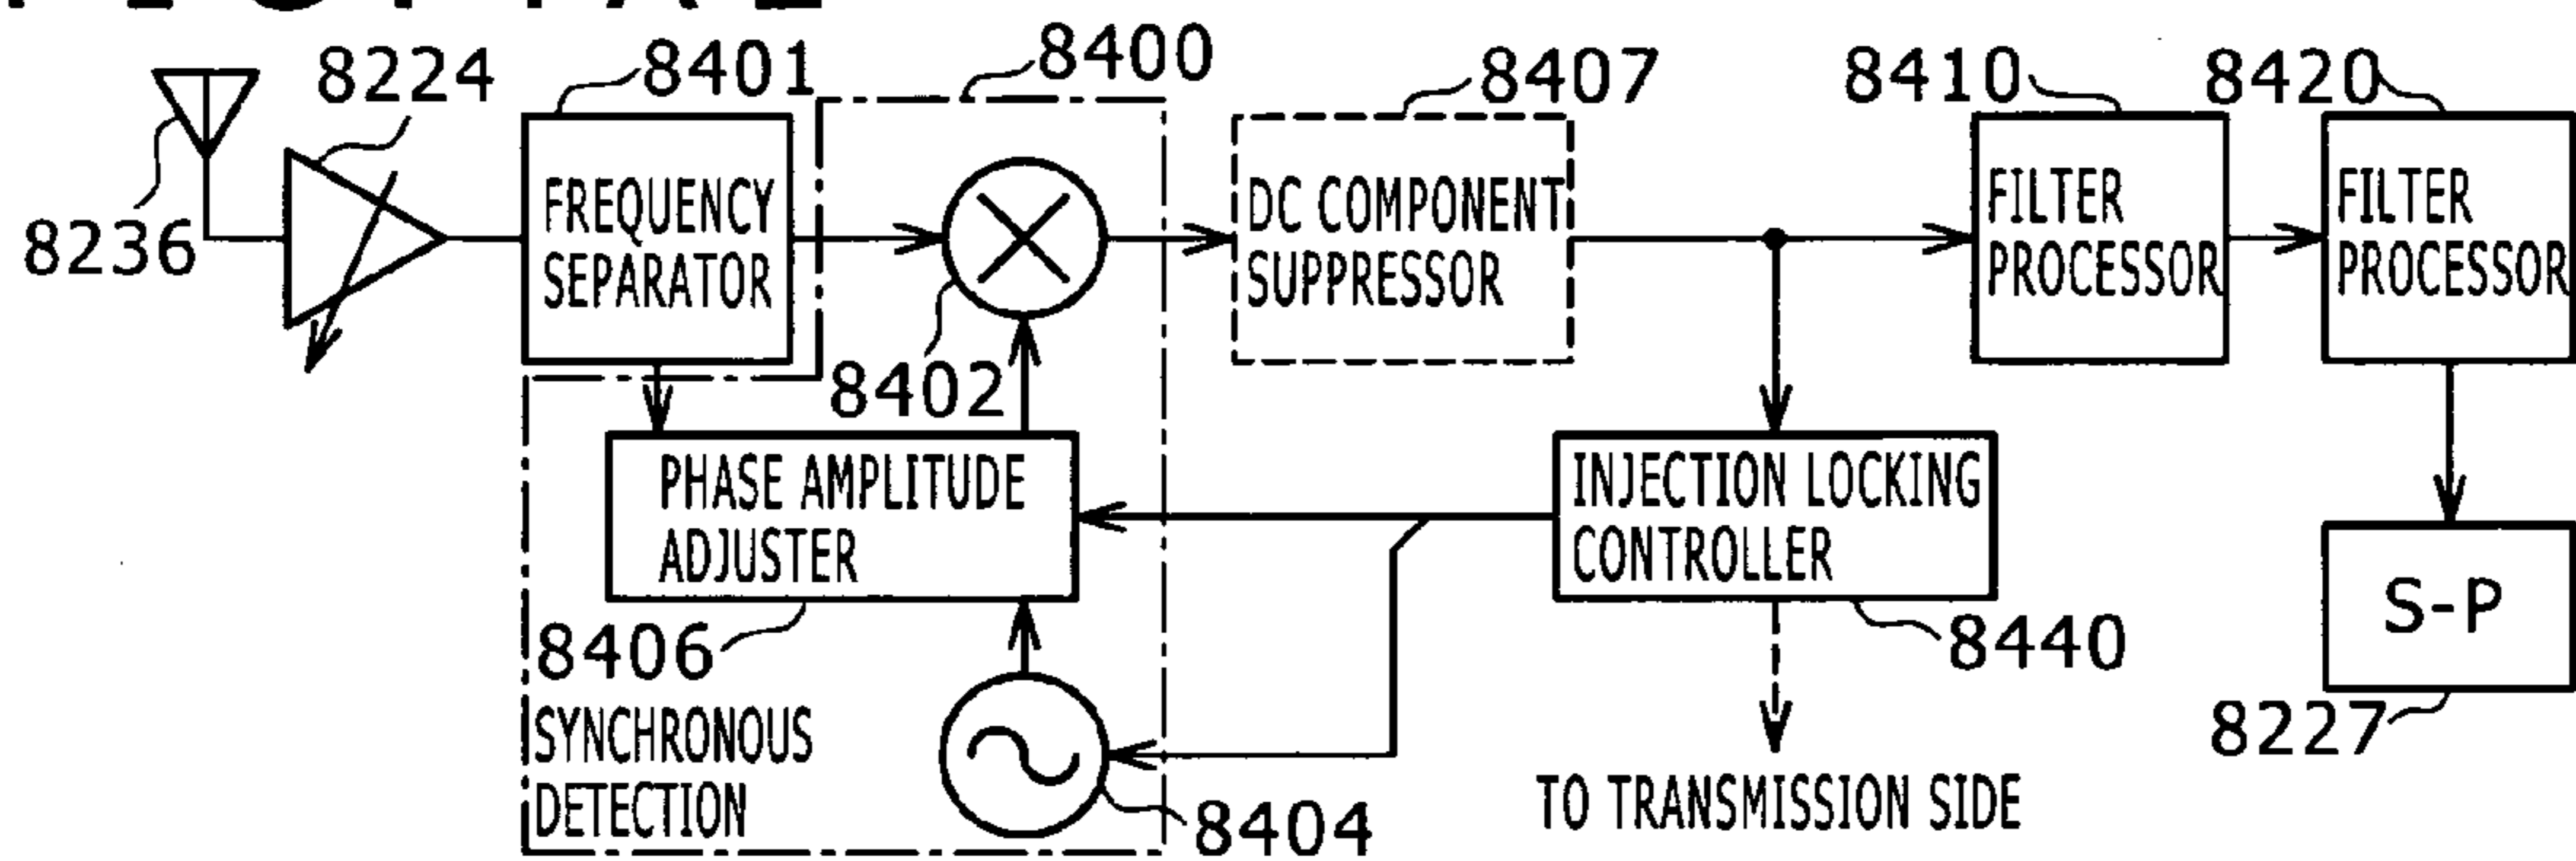 8224
8401
8400
8407
8410
8420
8236
FREQUENCY
SEPARATOR
DC COMPONENT
SUPPRESSOR
FILTER
PROCESSOR
FILTER
PROCESSOR
8402
PHASE AMPLITUDE
ADJUSTER
INJECTION LOCKING
CONTROLLER
S-P
8406
8440
SYNCHRONOUS
DETECTION
8404
8227
TO TRANSMISSION SIDE